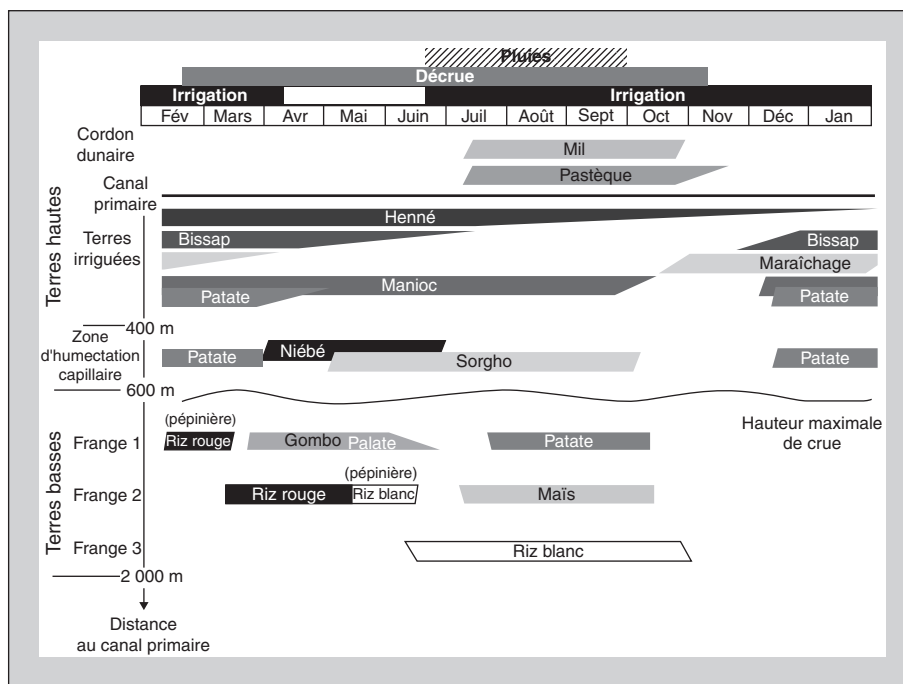 Pluies
Décrue
Irrigation Irrigation
Fév Mars Avr Mai Juin Juil Août Sept Oct Nov Déc Jan
Cordon
dunaire
Mil
Pastèque
Canal
primaire
Terres hautes
Henné
Terres
irriguées
Bissap Bissap
Maraîchage
Manioc
Patate Patate
400 m
Zone
d'humectation
capillaire
Niébé
Patate Sorgho Patate
600 m
Hauteur maximale
de crue
Terres basses
(pépinière)
Frange 1 Riz rouge Gombo Palate Patate
(pépinière)
Frange 2 Riz rouge Riz blanc Maïs
Frange 3 Riz blanc
2 000 m
Distance
au canal primaire